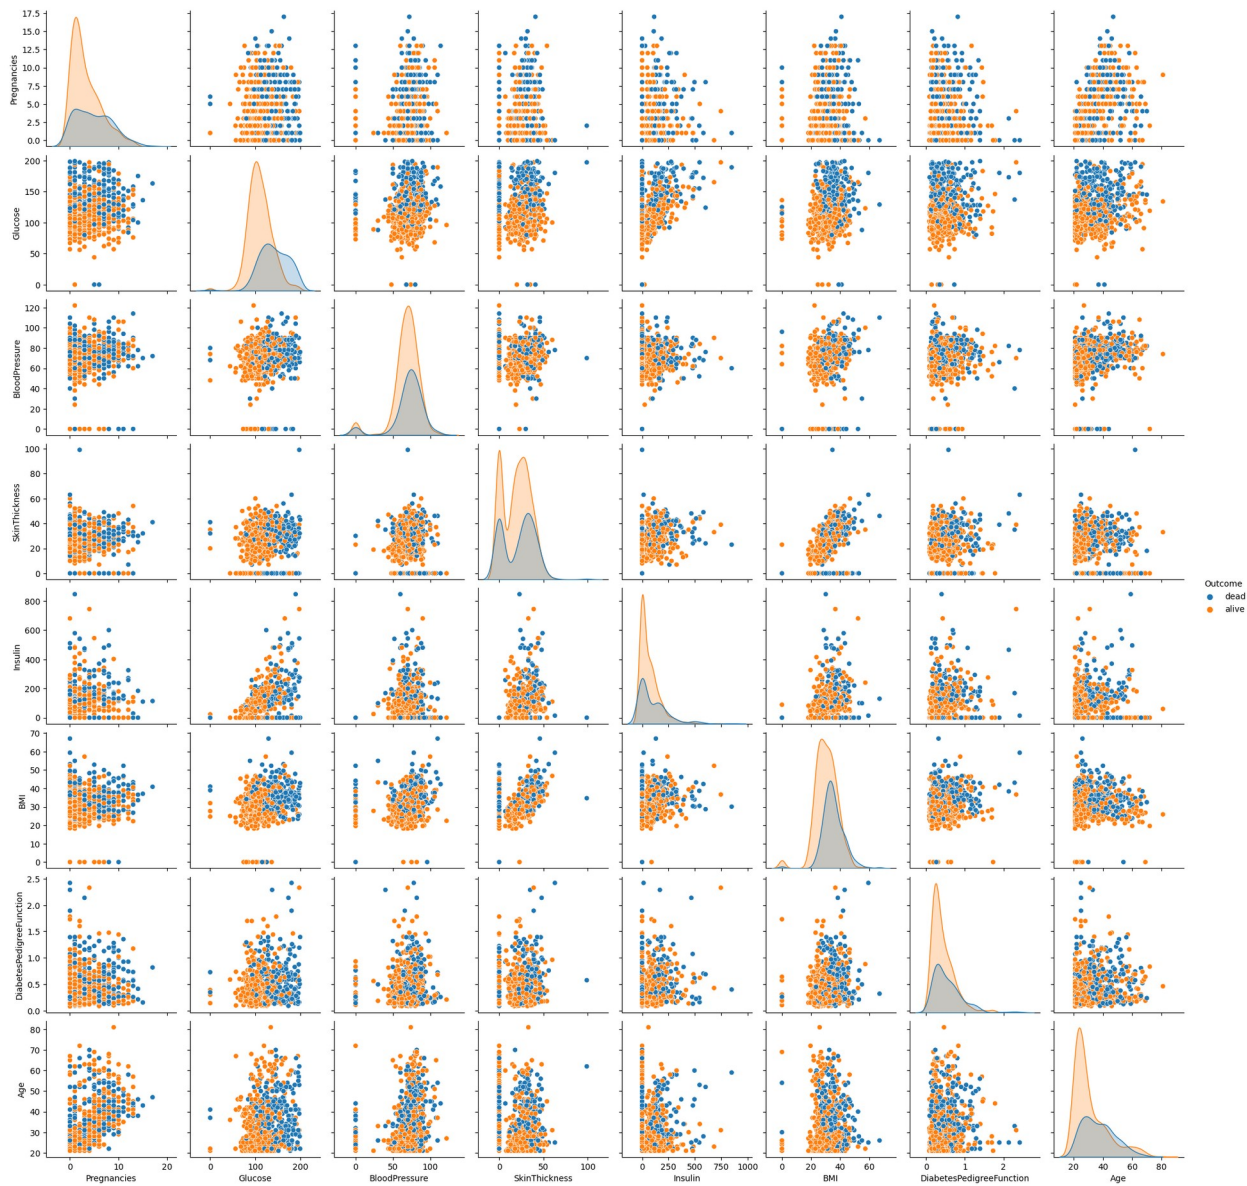 17.5
15.0
12.5
10.0
7.5
5.0
2.5
0.0
Pregnancies
200
150
100
50
0
Glucose
120
100
80
60
40
20
0
BloodPressure
100
80
60
40
20
0
SkinThickness
Outcome
dead
alive
800
600
400
200
0
Insulin
70
60
50
40
30
20
10
0
BMI
2.5
2.0
1.5
1.0
0.5
0.0
DiabetesPedigreeFunction
80
70
60
50
40
30
20
Age
0 10 20
0 100 200
0 50 100
0 50 100
0 250 500 750 1000
0 20 40 60
0 1 2
20 40 60 80
Pregnancies
Glucose
BloodPressure
SkinThickness
Insulin
BMI
DiabetesPedigreeFunction
Age